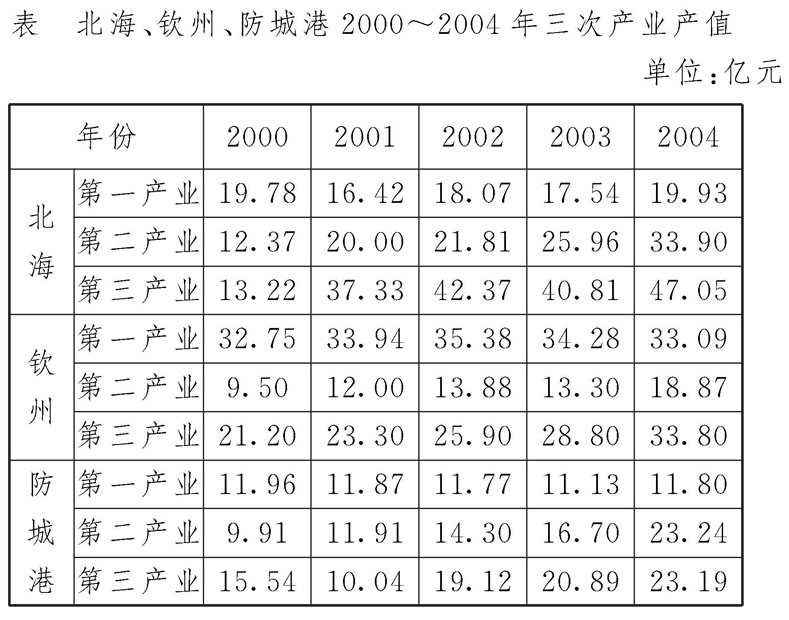 表 北海、钦州、防城港 2000～2004 年三次产业产值
单位:亿元
年份 2000 2001 2002 2003 2004
北海 第一产业 19.78 16.42 18.07 17.54 19.93
第二产业 12.37 20.00 21.81 25.96 33.90
第三产业 13.22 37.33 42.37 40.81 47.05
钦州 第一产业 32.75 33.94 35.38 34.28 33.09
第二产业 9.50 12.00 13.88 13.30 18.87
第三产业 21.20 23.30 25.90 28.80 33.80
防城港 第一产业 11.96 11.87 11.77 11.13 11.80
第二产业 9.91 11.91 14.30 16.70 23.24
第三产业 15.54 10.04 19.12 20.89 23.19